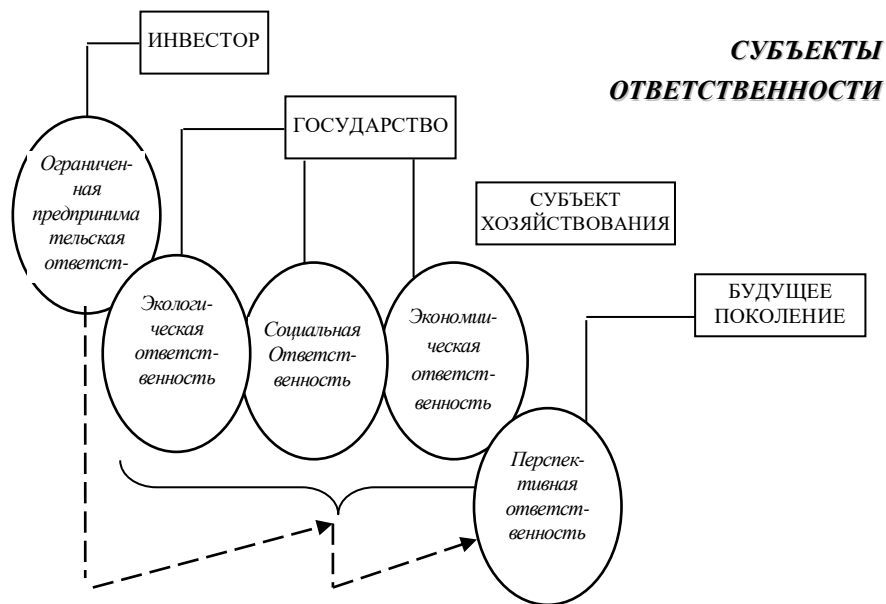 ИНВЕСТОР
СУБЪЕКТЫ
ОТВЕТСТВЕННОСТИ
ГОСУДАРСТВО
Ограничен-
ная
предпринима
тельская
ответст-
СУБЪЕКТ
ХОЗЯЙСТВОВАНИЯ
БУДУЩЕЕ
ПОКОЛЕНИЕ
Экологи-
ческая
ответст-
венность
Социальная
Ответст-
венность
Экономии-
ческая
ответст-
венность
Перспек-
тивная
ответст-
венность